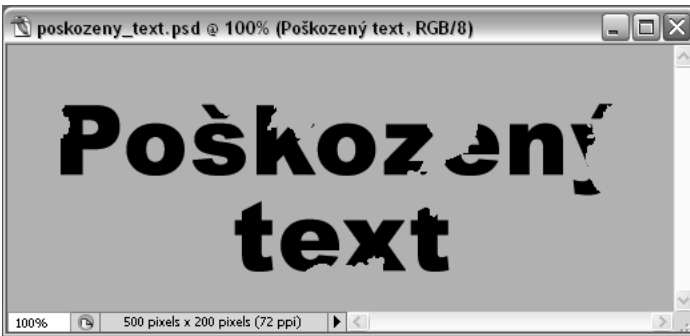 poskozeny_text.psd @ 100% (Poškozený text, RGB/8)
Poškozený
text
100% 500 pixels x 200 pixels (72 ppi)